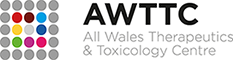 AWTTC
All Wales Therapeutics
& Toxicology Centre